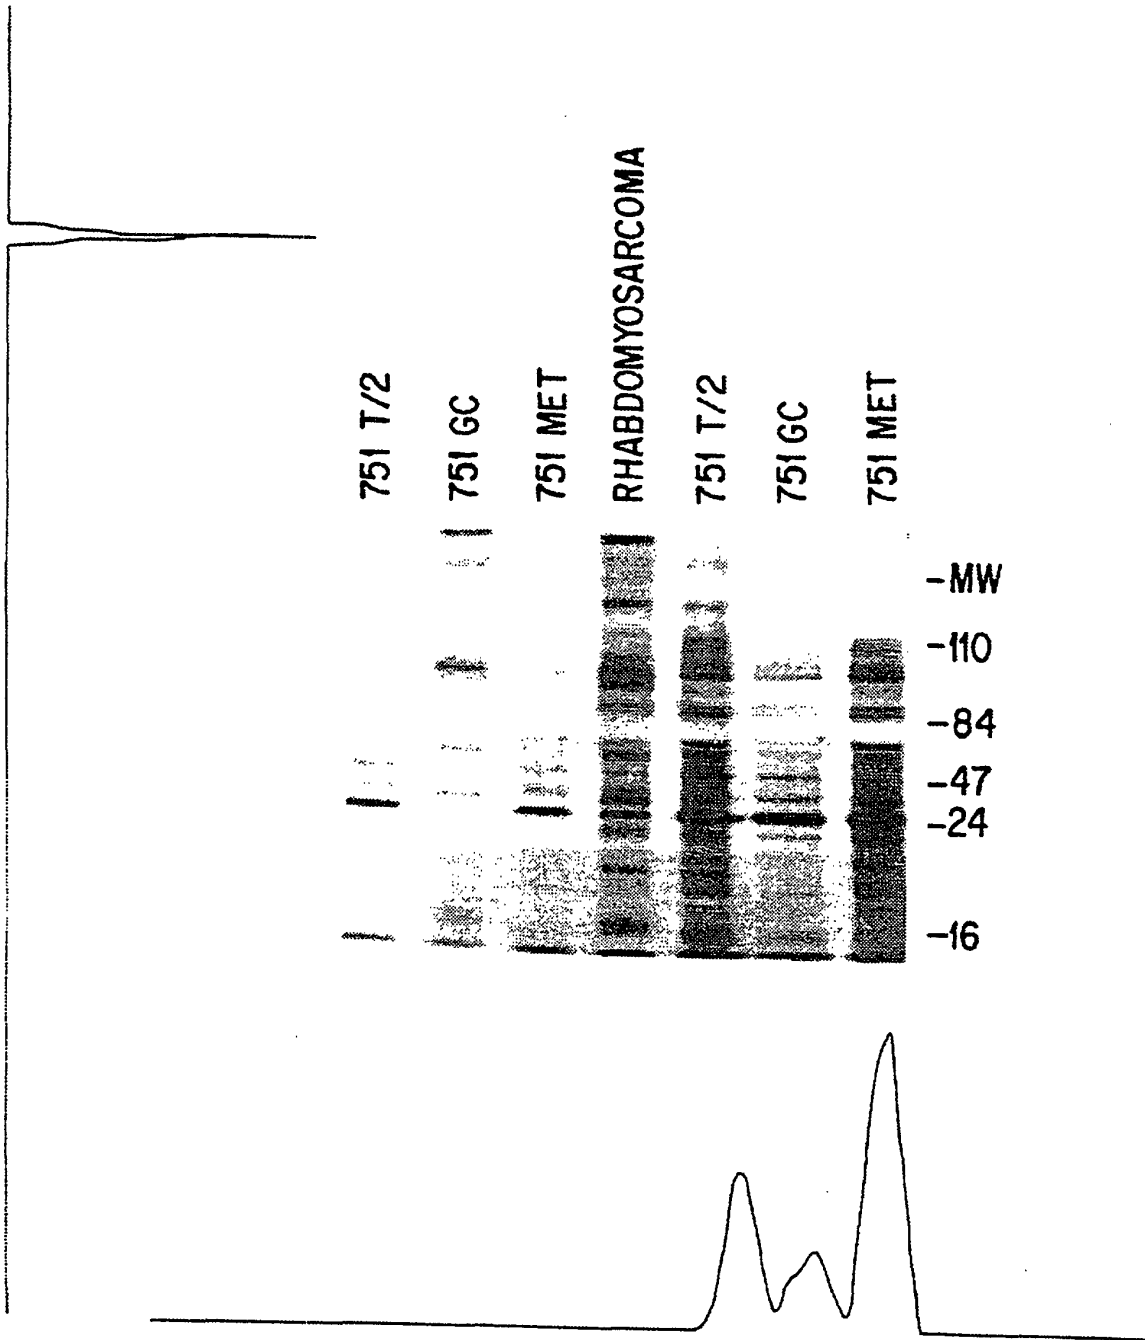 751 T/2
751 GC
751 MET
RHABDOMYOSARCOMA
751 T/2
751 GC
751 MET
-MW
-110
-84
-47
-24
-16